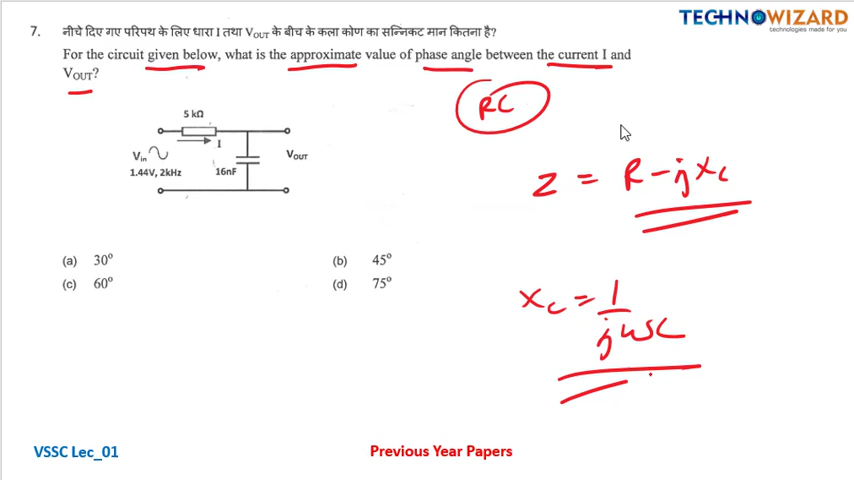 TECHNOWIZARD
technologies made for you
7. नीचे दिए गए परिपथ के लिए धारा I तथा VOUT के बीच के कला कोण का सन्निकट मान कितना है?
For the circuit given below, what is the approximate value of phase angle between the current I and
VOUT?
RC
5 kΩ
I
Vin
1.44V, 2kHz
16nF
VOUT
Z = R - jXc
(a) 30°
(b) 45°
(c) 60°
(d) 75°
Xc = 1/jωC
VSSC Lec_01
Previous Year Papers